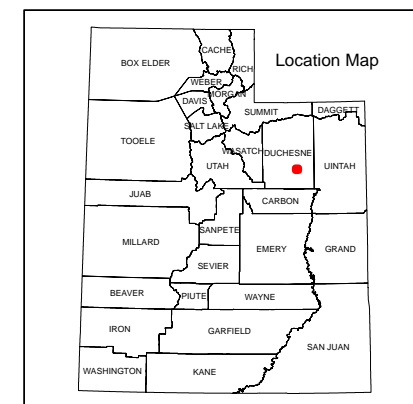 Location Map
CACHE
BOX ELDER
RICH
WEBER
MORGAN
DAVIS
SUMMIT
DAGGETT
SALT LAKE
TOOELE
WASATCH
DUCHESNE
UTAH
UINTAH
JUAB
CARBON
SANPETE
MILLARD
EMERY
GRAND
SEVIER
BEAVER
PIUTE
WAYNE
IRON
GARFIELD
SAN JUAN
WASHINGTON
KANE